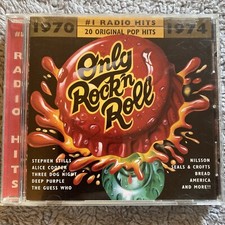 1970
#1 RADIO HITS
1974
20 ORIGINAL POP HITS
Only
Rock'n
Roll
STEPHEN STILLS
ALICE COOPER
THREE DOG NIGHT
DEEP PURPLE
THE GUESS WHO
NILSSON
SEALS & CROFTS
BREAD
AMERICA
AND MORE!!
#1 RADIO HITS